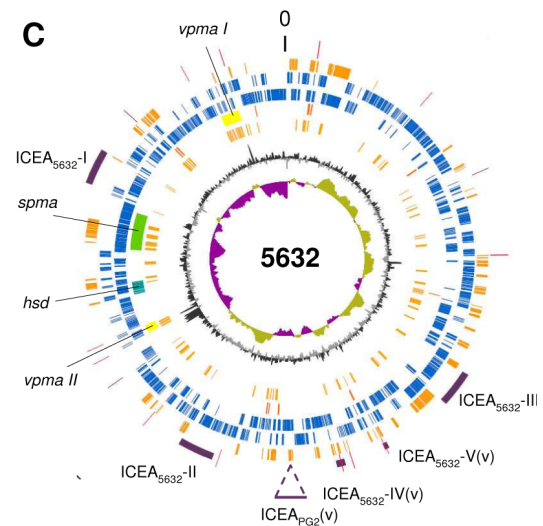 C
0
vpma I
ICEA5632-I
spma
5632
hsd
vpma II
ICEA5632-III
ICEA5632-V(v)
ICEA5632-II
ICEA5632-IV(v)
ICEAPG2(v)